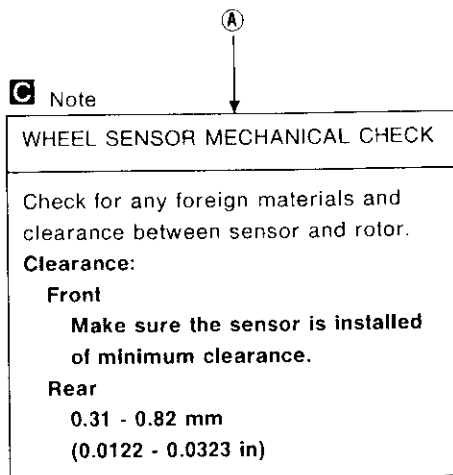 A
C Note
WHEEL SENSOR MECHANICAL CHECK
Check for any foreign materials and
clearance between sensor and rotor.
Clearance:
Front
Make sure the sensor is installed
of minimum clearance.
Rear
0.31 - 0.82 mm
(0.0122 - 0.0323 in)